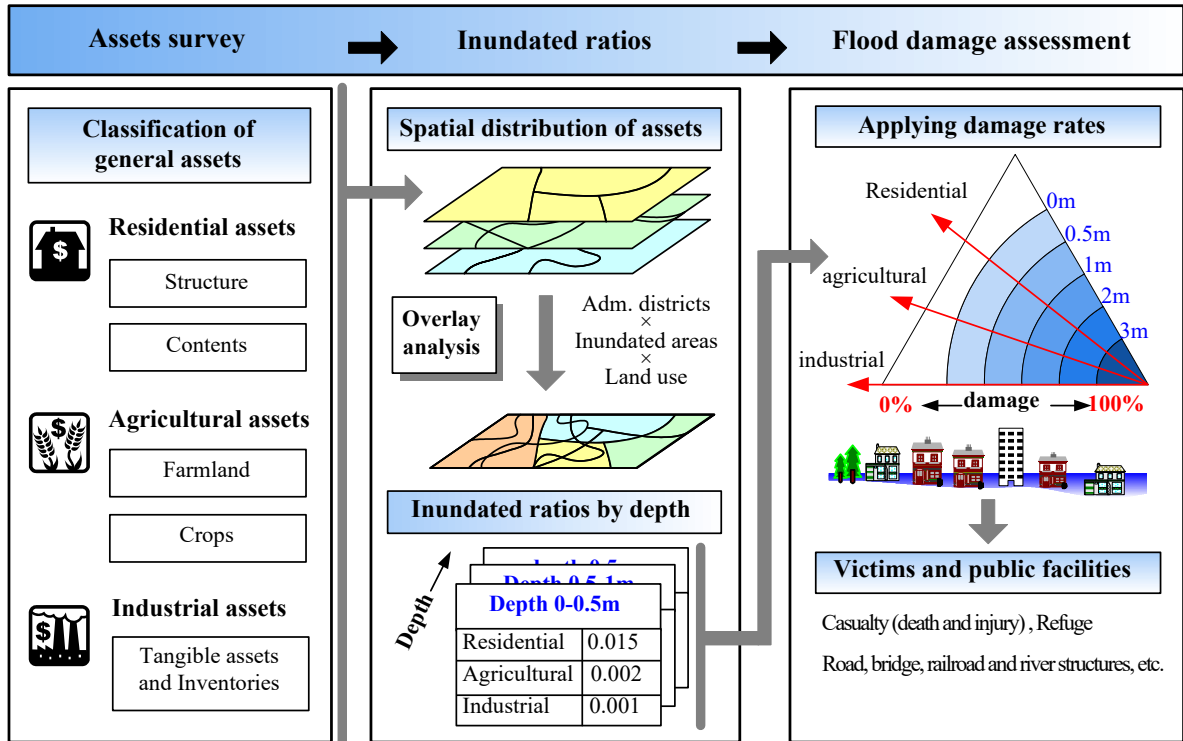 Assets survey
Inundated ratios
Flood damage assessment
Classification of
general assets
Residential assets
Structure
Contents
Agricultural assets
Farmland
Crops
Industrial assets
Tangible assets
and Inventories
Spatial distribution of assets
Overlay
analysis
Adm. districts
×
Inundated areas
×
Land use
Inundated ratios by depth
Depth
Depth 0.5-1m
Depth 0-0.5m
Residential 0.015
Agricultural 0.002
Industrial 0.001
Applying damage rates
Residential
agricultural
industrial
0m
0.5m
1m
2m
3m
0% damage 100%
Victims and public facilities
Casualty (death and injury) , Refuge
Road, bridge, railroad and river structures, etc.